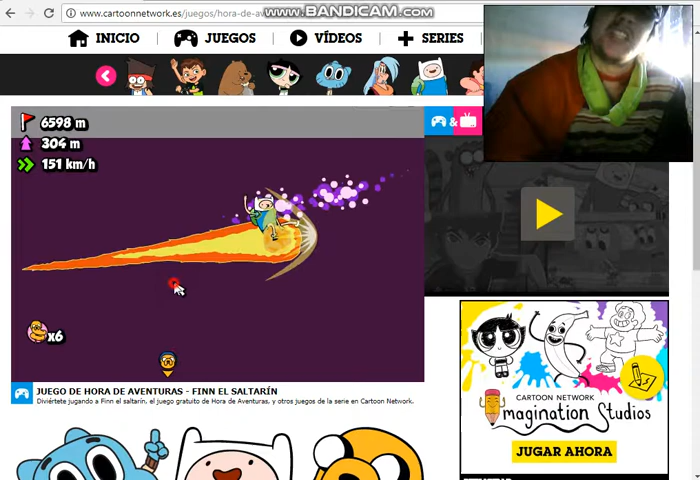 www.cartoonnetwork.es/juegos/hora-de-av
www.BANDICAM.com
INICIO
JUEGOS
VÍDEOS
SERIES
6598 m
304 m
151 km/h
&
x6
JUEGO DE HORA DE AVENTURAS - FINN EL SALTARÍN
Diviértete jugando a Finn el saltarín, el juego gratuito de Hora de Aventuras, y otros juegos de la serie en Cartoon Network.
CARTOON NETWORK
Imagination Studios
JUGAR AHORA